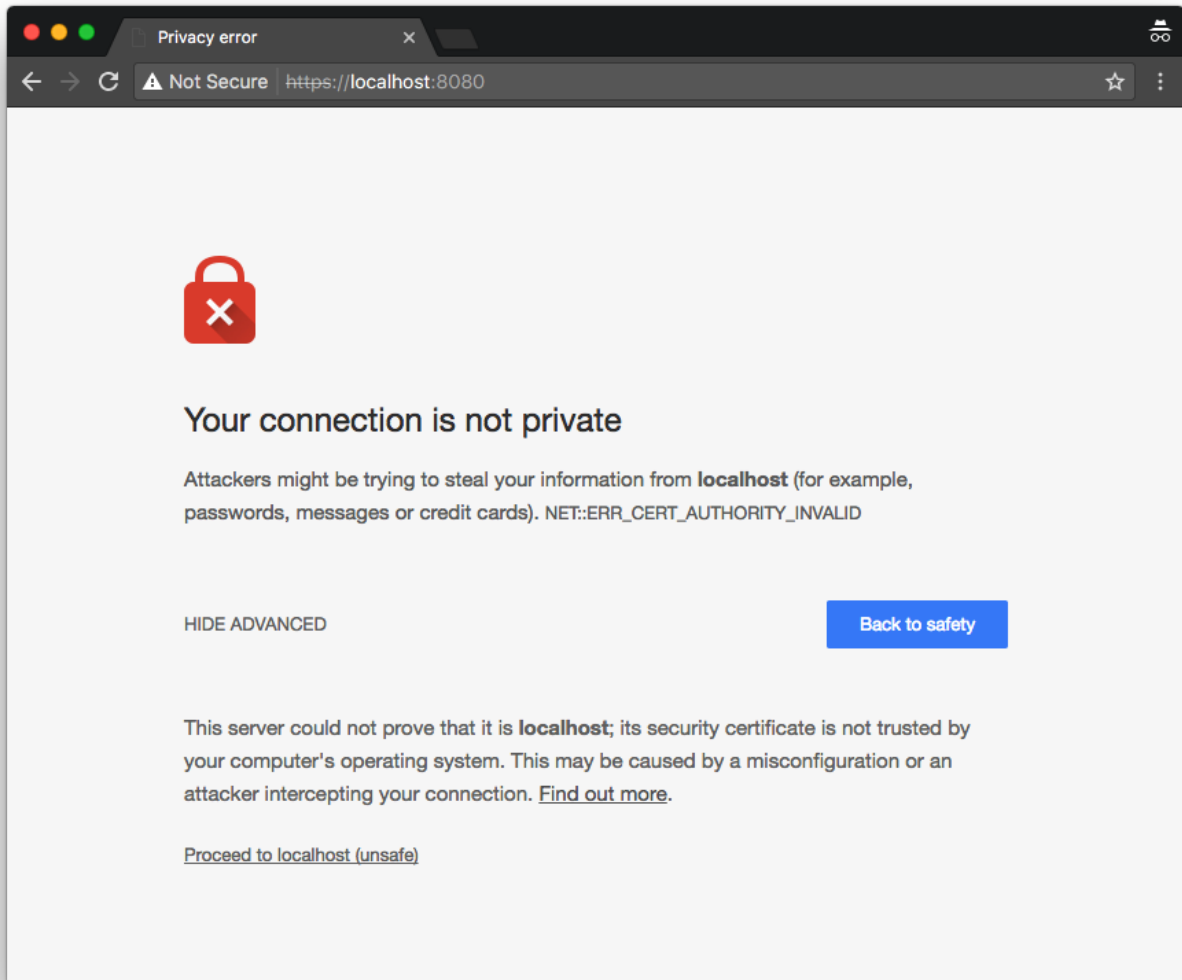 Privacy error
Not Secure https://localhost:8080
Your connection is not private
Attackers might be trying to steal your information from localhost (for example,
passwords, messages or credit cards). NET::ERR_CERT_AUTHORITY_INVALID
HIDE ADVANCED
Back to safety
This server could not prove that it is localhost; its security certificate is not trusted by
your computer's operating system. This may be caused by a misconfiguration or an
attacker intercepting your connection. Find out more.
Proceed to localhost (unsafe)